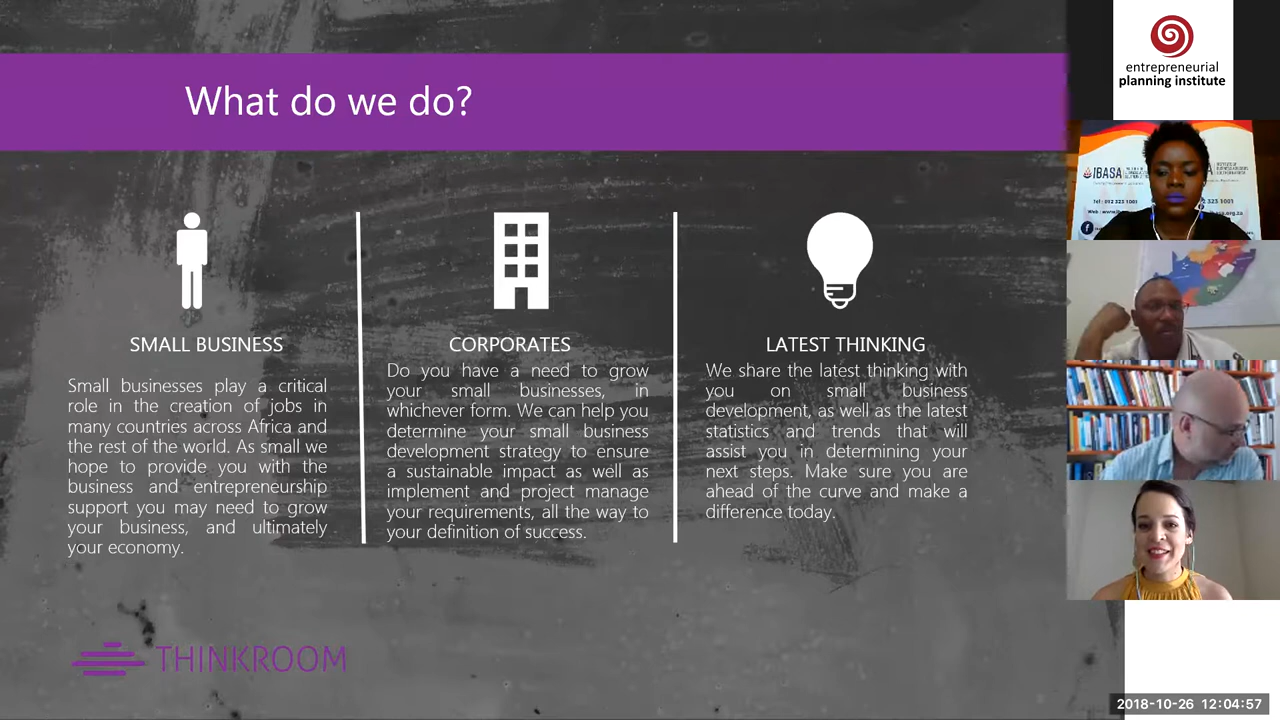 What do we do?
SMALL BUSINESS
Small businesses play a critical
role in the creation of jobs in
many countries across Africa and
the rest of the world. As small we
hope to provide you with the
business and entrepreneurship
support you may need to grow
your business, and ultimately
your economy.
CORPORATES
Do you have a need to grow
your small businesses, in
whichever form. We can help you
determine your small business
development strategy to ensure
a sustainable impact as well as
implement and project manage
your requirements, all the way to
your definition of success.
LATEST THINKING
We share the latest thinking with
you on small business
development, as well as the latest
statistics and trends that will
assist you in determining your
next steps. Make sure you are
ahead of the curve and make a
difference today.
THINKROOM
entrepreneurial
planning institute
IBASA
Tel: 012 323 1001
323 1001
2018-10-26 12:04:57